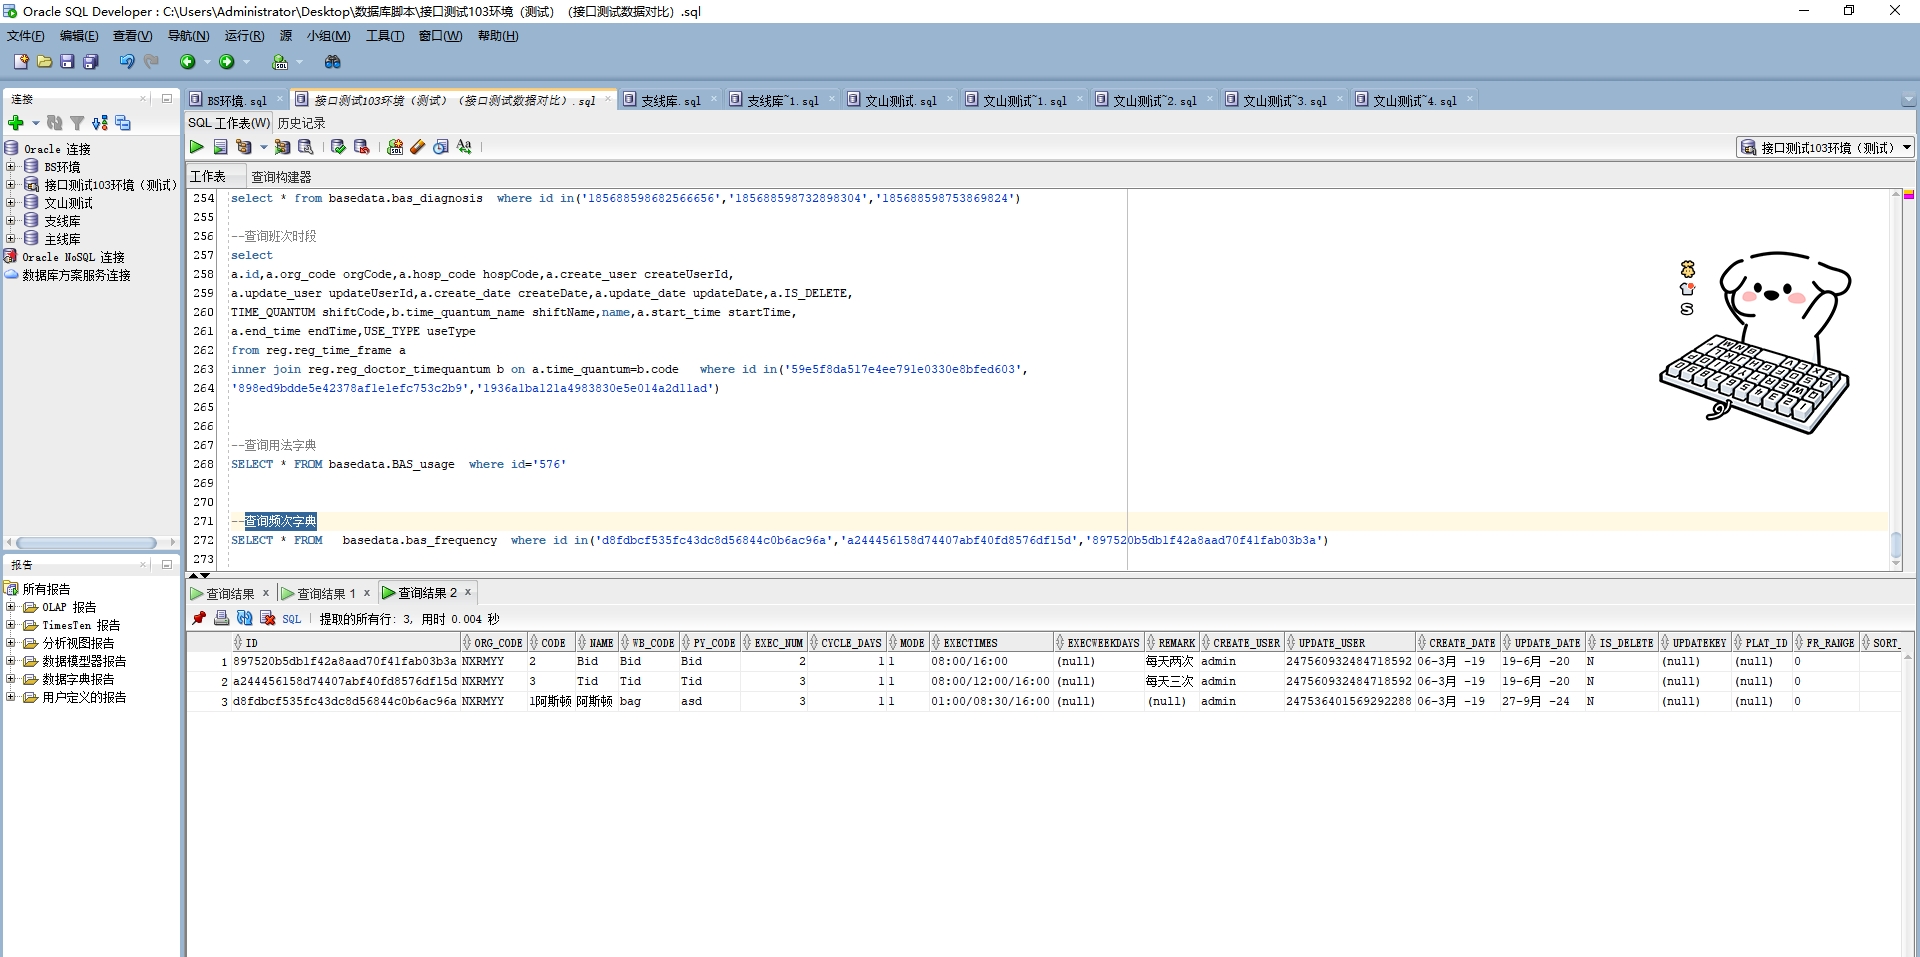 Oracle SQL Developer : C:\Users\Administrator\Desktop\数据库脚本\接口测试103环境（测试）（接口测试数据对比）.sql
文件(F) 编辑(E) 查看(V) 导航(N) 运行(R) 源 小组(M) 工具(T) 窗口(W) 帮助(H)
连接
Oracle 连接
BS环境
接口测试103环境（测试）
文山测试
支线库
主线库
Oracle NoSQL 连接
数据库方案服务连接
报告
所有报告
OLAP 报告
TimesTen 报告
分析视图报告
数据模型器报告
数据字典报告
用户定义的报告
BS环境.sql 接口测试103环境（测试）（接口测试数据对比）.sql 支线库.sql 支线库~1.sql 文山测试.sql 文山测试~1.sql 文山测试~2.sql 文山测试~3.sql 文山测试~4.sql
SQL 工作表(W) 历史记录
接口测试103环境（测试）
工作表 查询构建器
254 select * from basedata.bas_diagnosis  where id in('185688598682566656','185688598732898304','185688598753869824')
255
256 --查询班次时段
257 select
258 a.id,a.org_code orgCode,a.hosp_code hospCode,a.create_user createUserId,
259 a.update_user updateUserId,a.create_date createDate,a.update_date updateDate,a.IS_DELETE,
260 TIME_QUANTUM shiftCode,b.time_quantum_name shiftName,name,a.start_time startTime,
261 a.end_time endTime,USE_TYPE useType
262 from reg.reg_time_frame a
263 inner join reg.reg_doctor_timequantum b on a.time_quantum=b.code   where id in('59e5f8da517e4ee791e0330e8bfed603',
264 '898ed9bdde5e42378af1e1efc753c2b9','1936a1ba121a4983830e5e014a2d11ad')
265
266
267 --查询用法字典
268 SELECT * FROM basedata.BAS_usage  where id='576'
269
270
271 --查询频次字典
272 SELECT * FROM   basedata.bas_frequency  where id in('d8fdbcf535fc43dc8d56844c0b6ac96a','a244456158d74407abf40fd8576df15d','897520b5db1f42a8aad70f41fab03b3a')
273
查询结果 查询结果 1 查询结果 2
SQL 提取的所有行: 3, 用时 0.004 秒
ID ORG_CODE CODE NAME WB_CODE PY_CODE EXEC_NUM CYCLE_DAYS MODE EXECTIMES EXECWEEKDAYS REMARK CREATE_USER UPDATE_USER CREATE_DATE UPDATE_DATE IS_DELETE UPDATEKEY PLAT_ID PR_RANGE SORT_
1 897520b5db1f42a8aad70f41fab03b3a NXRMYY 2 Bid Bid Bid 2 1 1 08:00/16:00 (null) 每天两次 admin 247560932484718592 06-3月 -19 19-6月 -20 N (null) (null) 0
2 a244456158d74407abf40fd8576df15d NXRMYY 3 Tid Tid Tid 3 1 1 08:00/12:00/16:00 (null) 每天三次 admin 247560932484718592 06-3月 -19 19-6月 -20 N (null) (null) 0
3 d8fdbcf535fc43dc8d56844c0b6ac96a NXRMYY 1阿斯顿 阿斯顿 bag asd 3 1 1 01:00/08:30/16:00 (null) (null) admin 247536401569292288 06-3月 -19 27-9月 -24 N (null) (null) 0